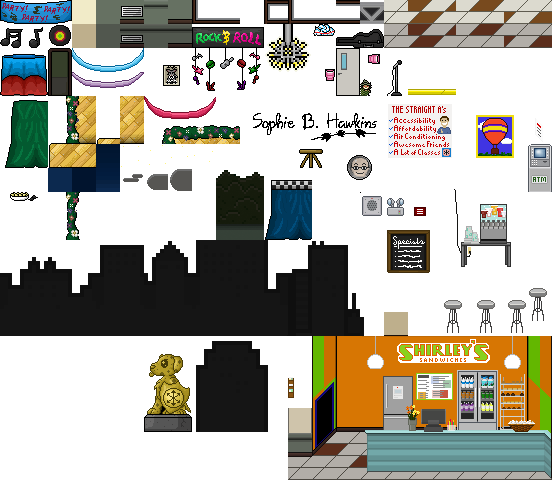 PARTY!
PARTY!
PARTY!
ROCK'S ROLL
Sophie B. Hawkins
THE STRAIGHT A's
Accessibility
Affordability
Air Conditioning
Awesome Friends
A Lot of Classes
ATM
Specials
SHIRLEY'S
SANDWICHES